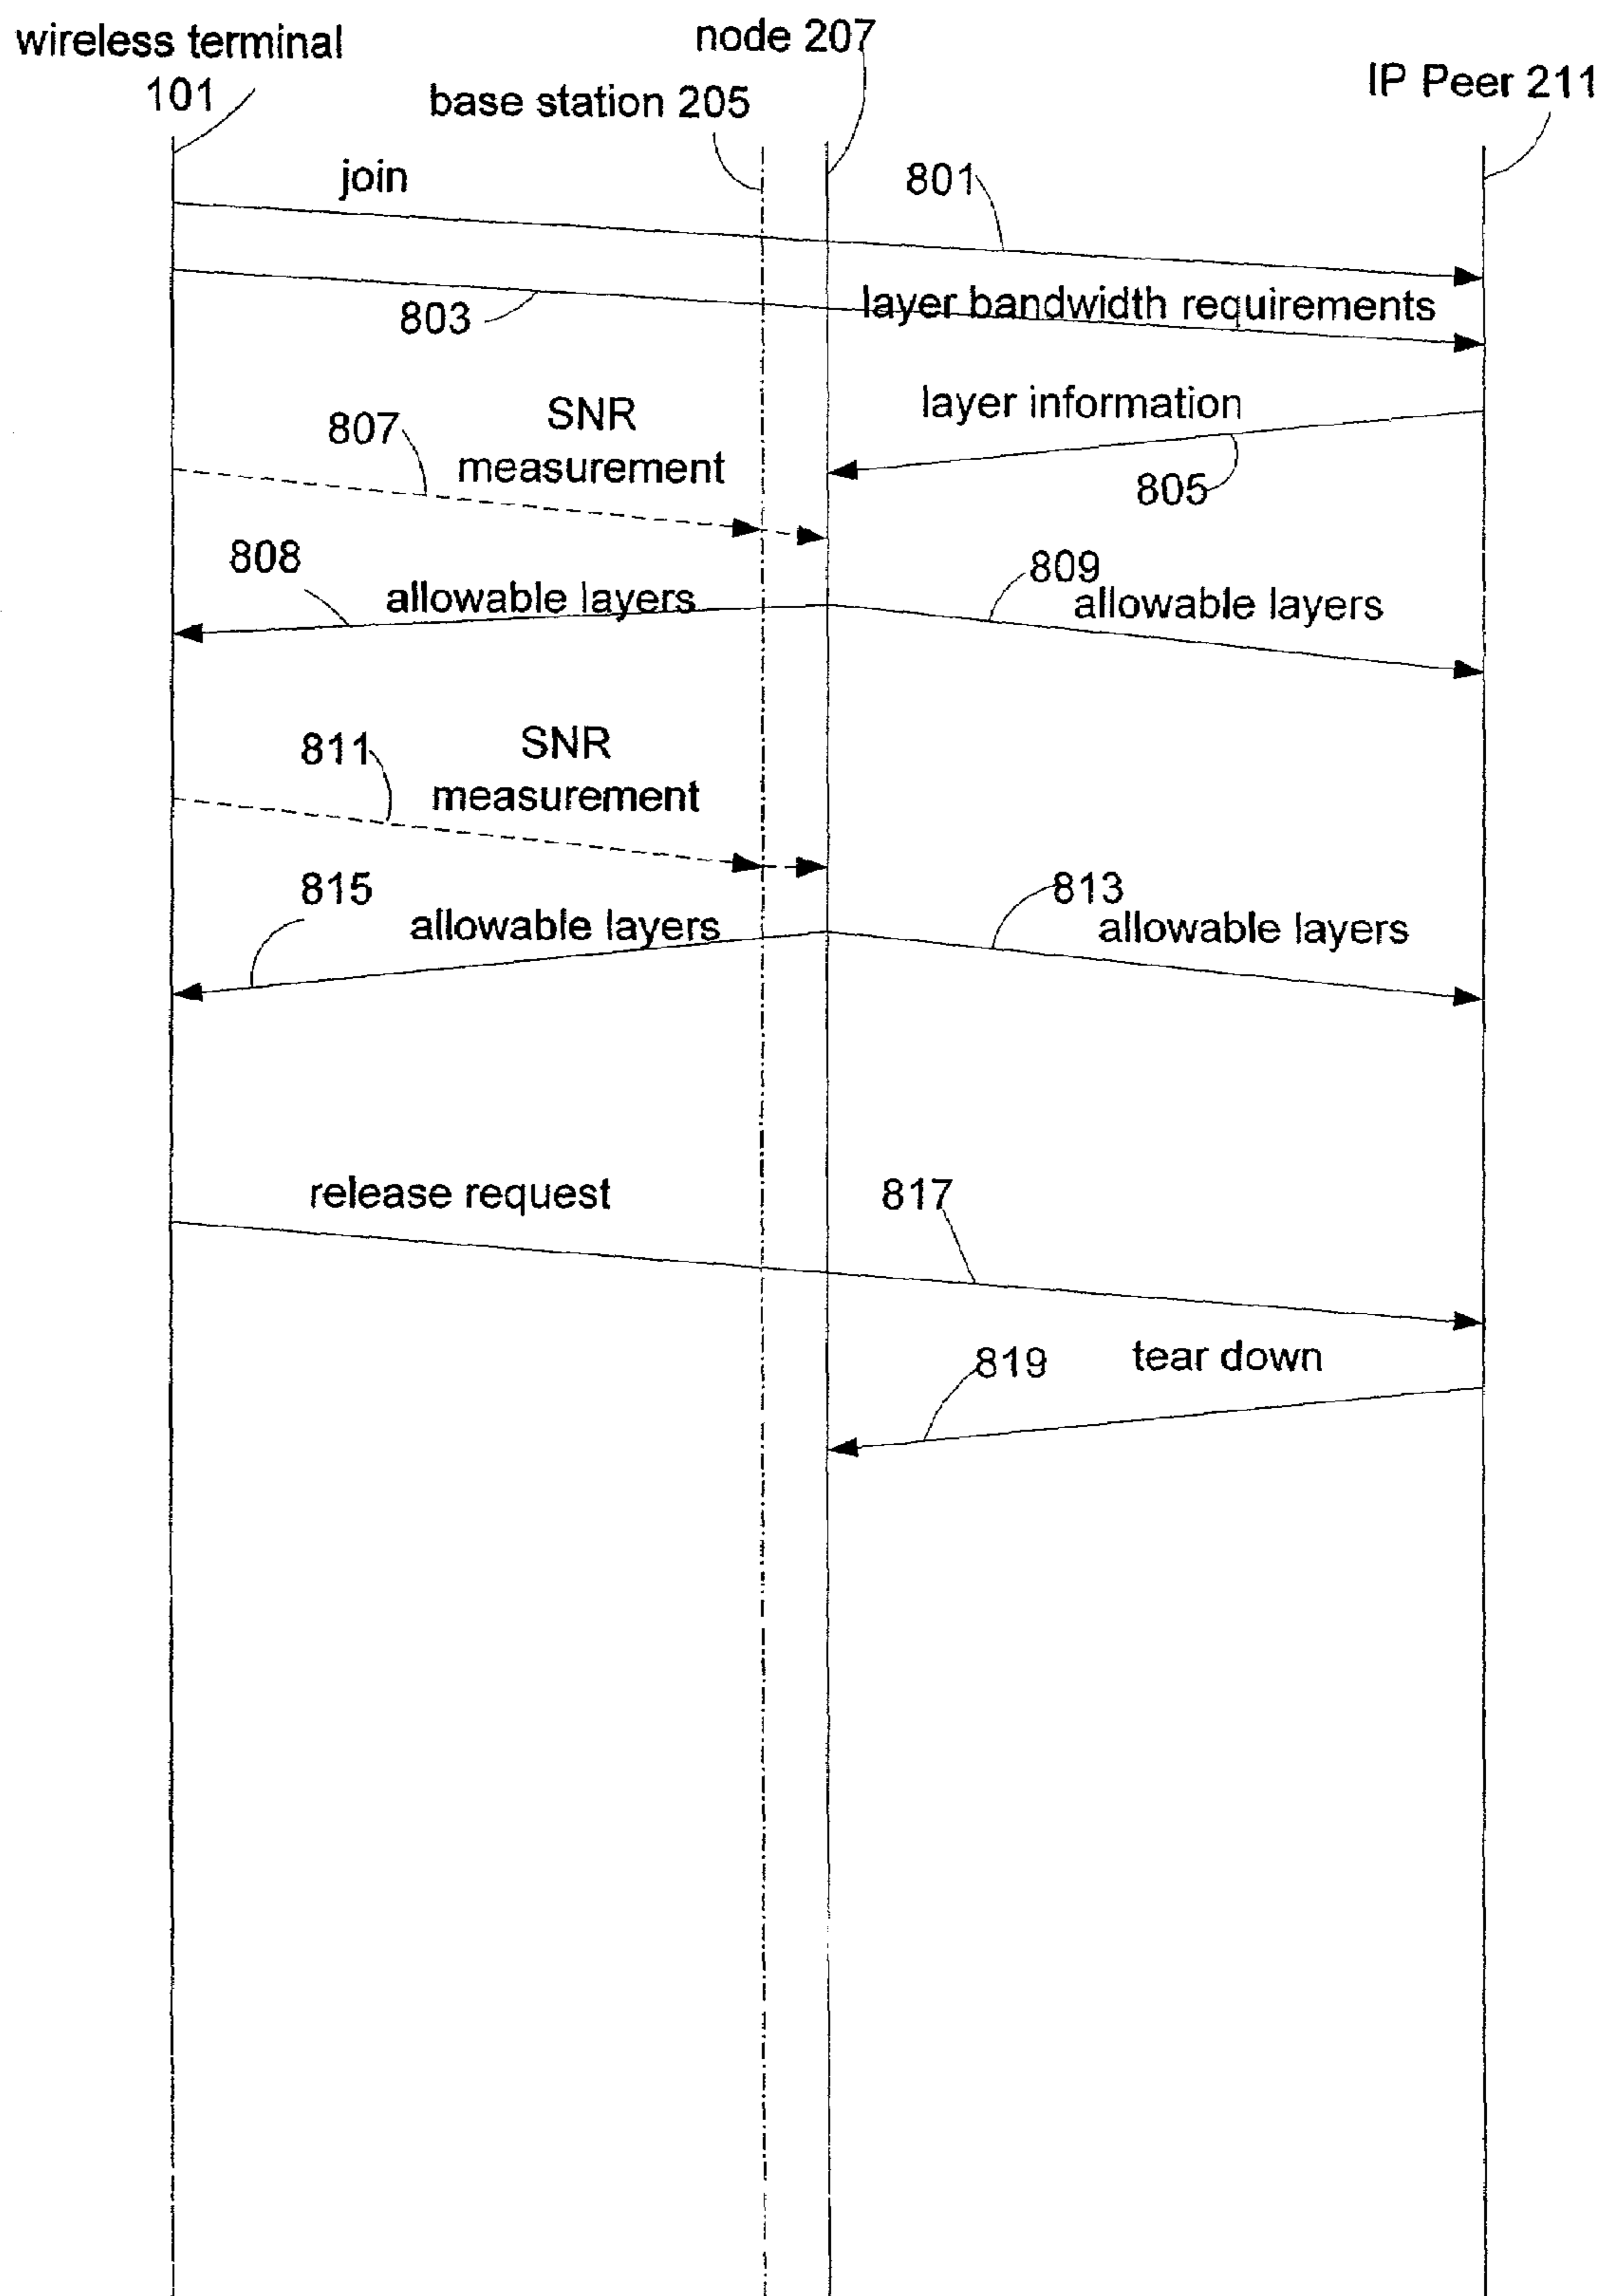 wireless terminal
101
base station 205
node 207
IP Peer 211
join
801
803
layer bandwidth requirements
807
SNR
measurement
layer information
805
808
allowable layers
809
allowable layers
811
SNR
measurement
815
allowable layers
813
allowable layers
release request
817
819
tear down